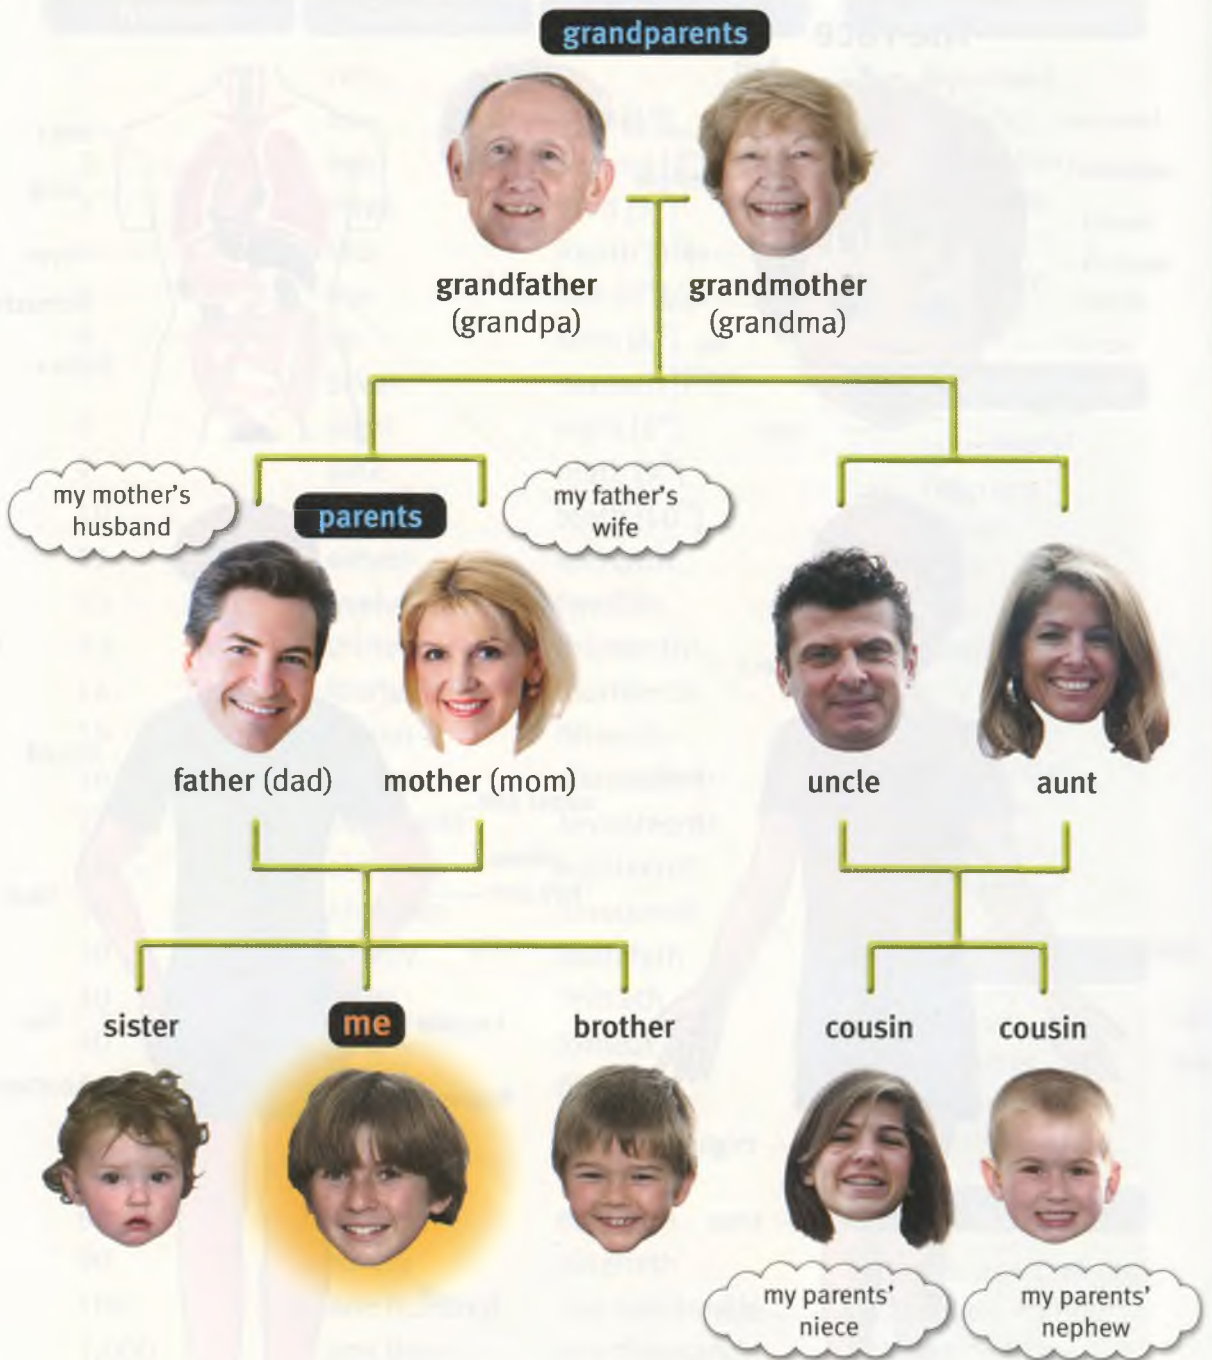 grandparents
grandfather
(grandpa)
grandmother
(grandma)
my mother's
husband
parents
my father's
wife
father (dad)
mother (mom)
uncle
aunt
sister
me
brother
cousin
cousin
my parents'
niece
my parents'
nephew